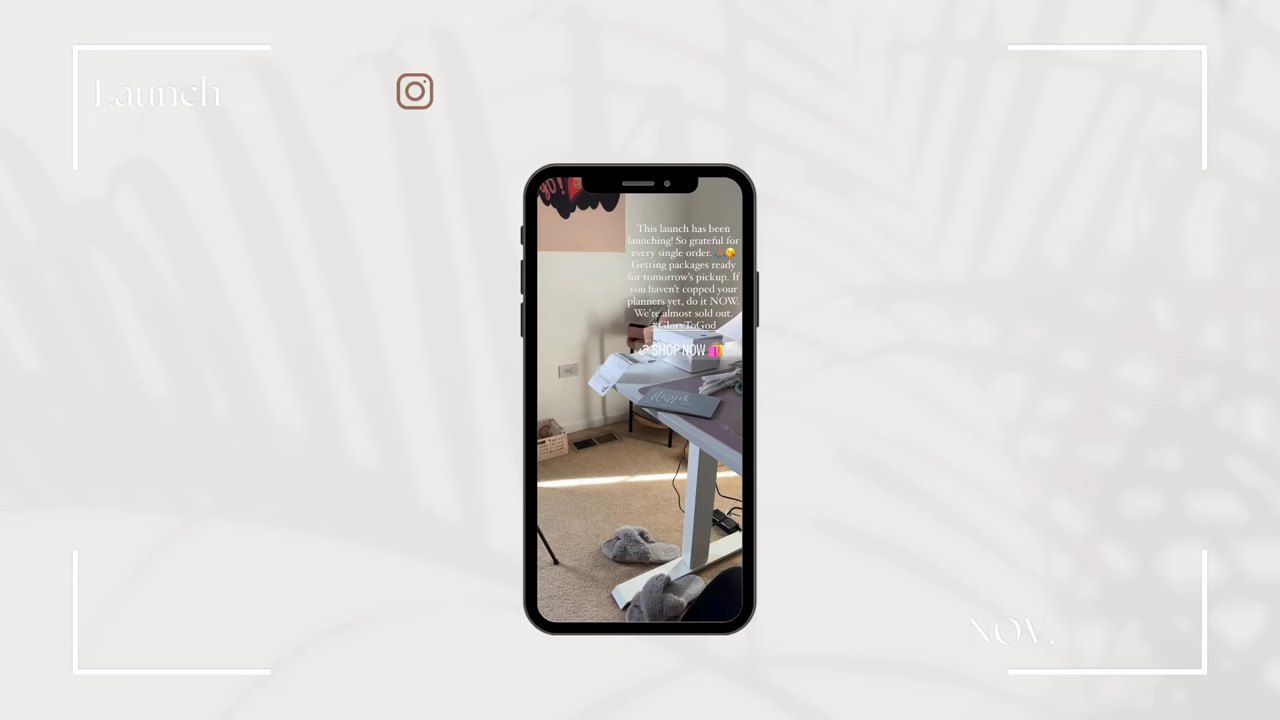 Launch
This launch has been
launching! So grateful for
every single order. 🙏🏾😘
Getting packages ready
for tomorrow's pickup. If
you haven't copped your
planners yet, do it NOW.
We're almost sold out.
#GloryToGod
SHOP NOW 🛍️
NOV.